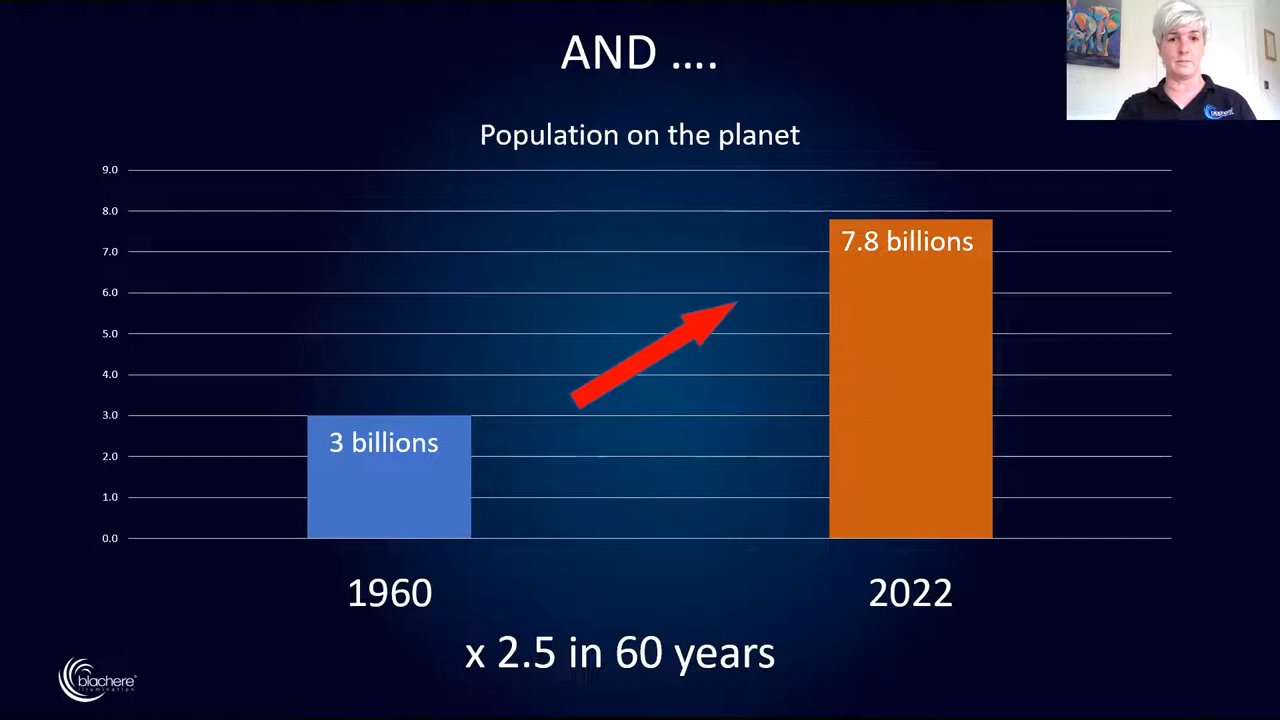 AND ....
Population on the planet
9.0
8.0
7.0
6.0
5.0
4.0
3.0
2.0
1.0
0.0
3 billions
7.8 billions
1960
2022
x 2.5 in 60 years
blachere
illumination
blachere